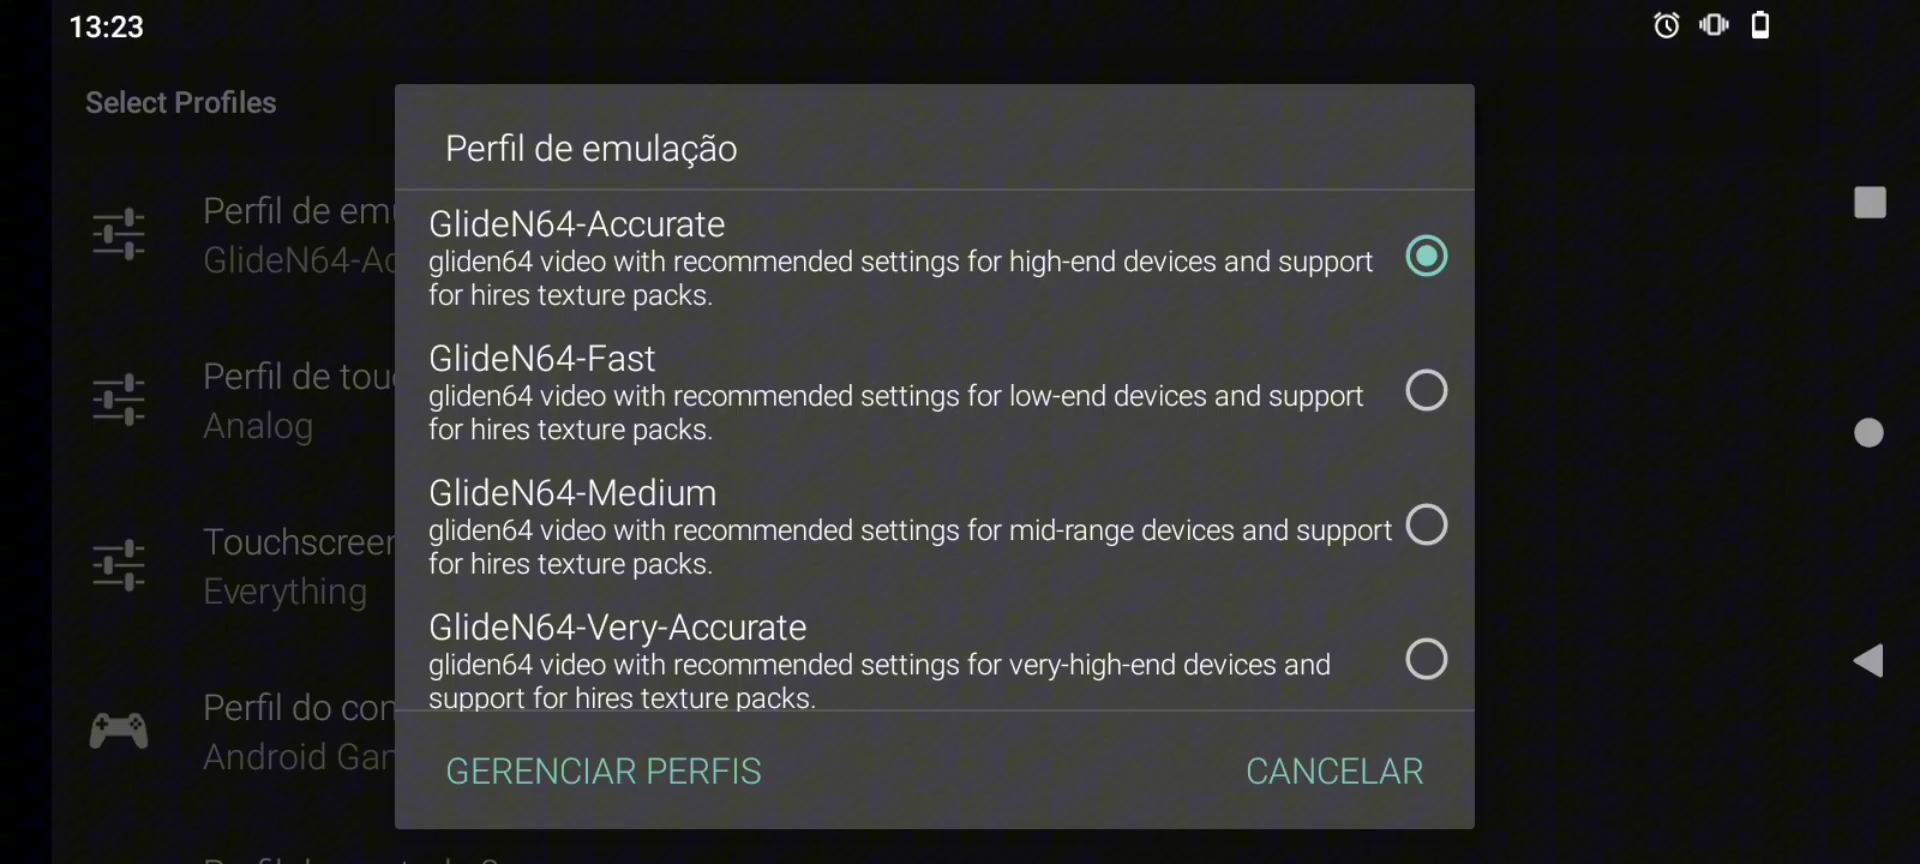 13:23
Select Profiles
Perfil de emulação
GlideN64-Accurate
gliden64 video with recommended settings for high-end devices and support
for hires texture packs.
GlideN64-Fast
gliden64 video with recommended settings for low-end devices and support
for hires texture packs.
GlideN64-Medium
gliden64 video with recommended settings for mid-range devices and support
for hires texture packs.
GlideN64-Very-Accurate
gliden64 video with recommended settings for very-high-end devices and
support for hires texture packs.
GERENCIAR PERFIS
CANCELAR
Perfil de em
GlideN64-Ac
Perfil de tou
Analog
Touchscreen
Everything
Perfil do con
Android Gam